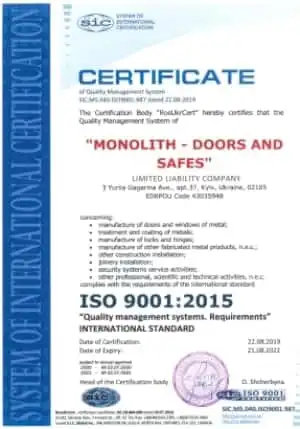 sic
SYSTEM OF
INTERNATIONAL
CERTIFICATION
SYSTEM OF INTERNATIONAL CERTIFICATION
CERTIFICATE
of Quality Management System
SIC.MS.040.ISO9001.987 issued 22.08.2019
The Certification Body "RosUkrCert" hereby certifies that the
Quality Management System of
"MONOLITH - DOORS AND
SAFES"
LIMITED LIABILITY COMPANY
3 Yuriia Gagarina Ave., apt.37, Kyiv, Ukraine, 02105
EDRPOU Code 43035948
concerning:
• manufacture of doors and windows of metal;
• treatment and coating of metals;
• manufacture of locks and hinges;
• manufacture of other fabricated metal products, n.e.c.;
• other construction installation;
• joinery installation;
• security systems service activities;
• other professional, scientific and technical activities, n.e.c
complies with the requirements of the international standard
ISO 9001:2015
"Quality management systems. Requirements"
INTERNATIONAL STANDARD
Date of Certification: 22.08.2019
Date of Expiry: 21.08.2022
subject to annual approval
Head of the Certification body
D. Shcherbyna
sic
SIC.MS.040.ISO9001.987